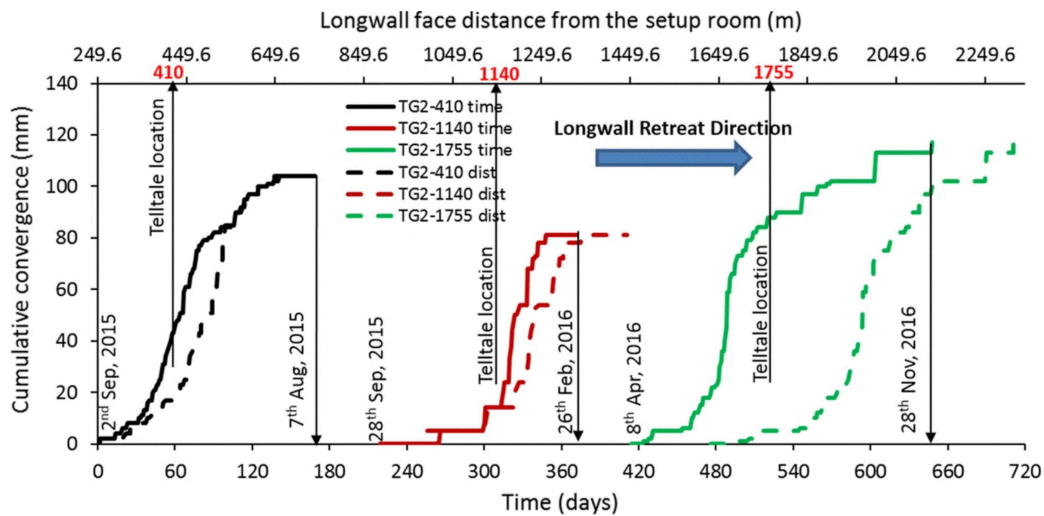 Longwall face distance from the setup room (m)
249.6 449.6 649.6 849.6 1049.6 1249.6 1449.6 1649.6 1849.6 2049.6 2249.6
410 1140 1755
140
120
100
80
60
40
20
0
Cumulative convergence (mm)
Telltale location
2nd Sep, 2015
7th Aug, 2015
TG2-410 time
TG2-1140 time
TG2-1755 time
TG2-410 dist
TG2-1140 dist
TG2-1755 dist
Longwall Retreat Direction
28th Sep, 2015
Telltale location
26th Feb, 2016
8th Apr, 2016
Telltale location
28th Nov, 2016
0 60 120 180 240 300 360 420 480 540 600 660 720
Time (days)